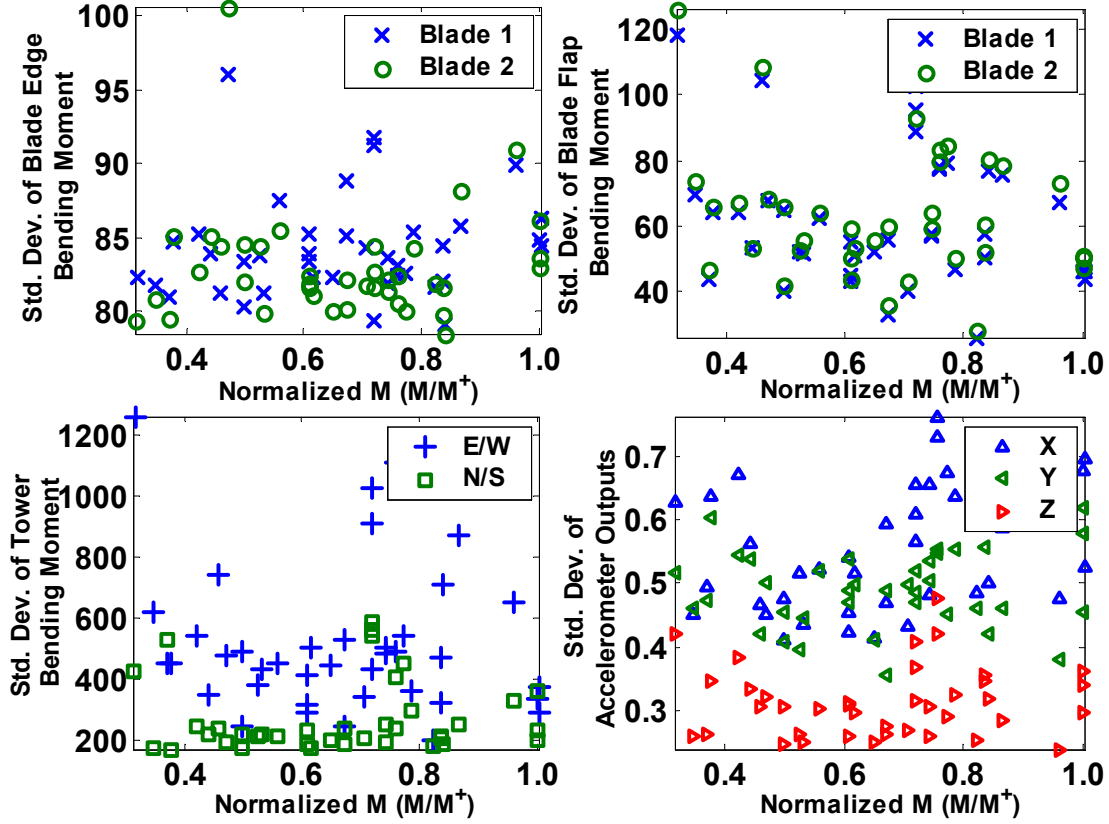 Std. Dev. of Blade Edge
Bending Moment
100
95
90
85
80
Blade 1
Blade 2
0.4
0.6
0.8
1.0
Normalized M (M/M+)
Std. Dev. of Blade Flap
Bending Moment
120
100
80
60
40
Blade 1
Blade 2
0.4
0.6
0.8
1.0
Normalized M (M/M+)
Std. Dev. of Tower
Bending Moment
1200
1000
800
600
400
200
E/W
N/S
0.4
0.6
0.8
1.0
Normalized M (M/M+)
Std. Dev. of
Accelerometer Outputs
0.7
0.6
0.5
0.4
0.3
X
Y
Z
0.4
0.6
0.8
1.0
Normalized M (M/M+)